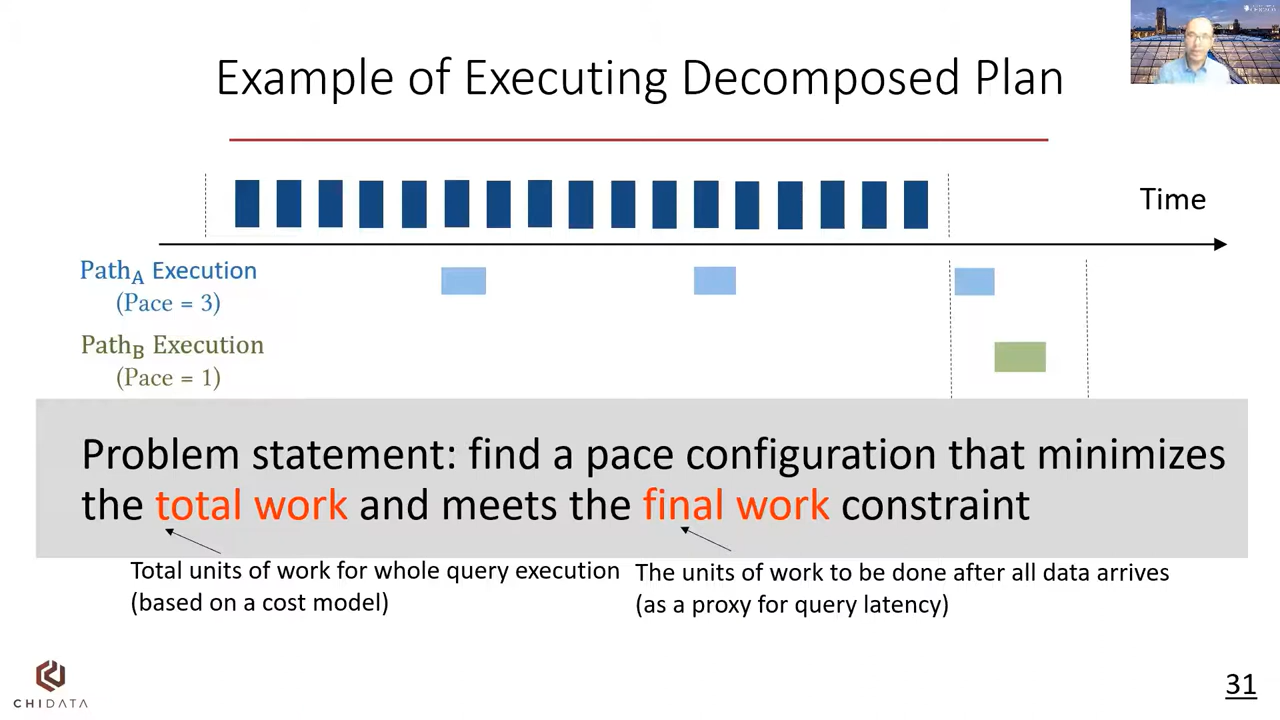 Example of Executing Decomposed Plan
Time
PathA Execution
(Pace = 3)
PathB Execution
(Pace = 1)
Problem statement: find a pace configuration that minimizes
the total work and meets the final work constraint
Total units of work for whole query execution
(based on a cost model)
The units of work to be done after all data arrives
(as a proxy for query latency)
CHIDATA
31